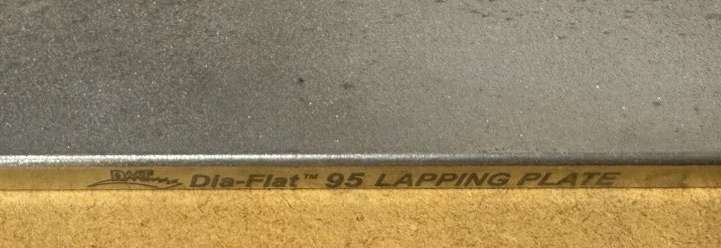 DMT Dia-Flat™ 95 LAPPING PLATE